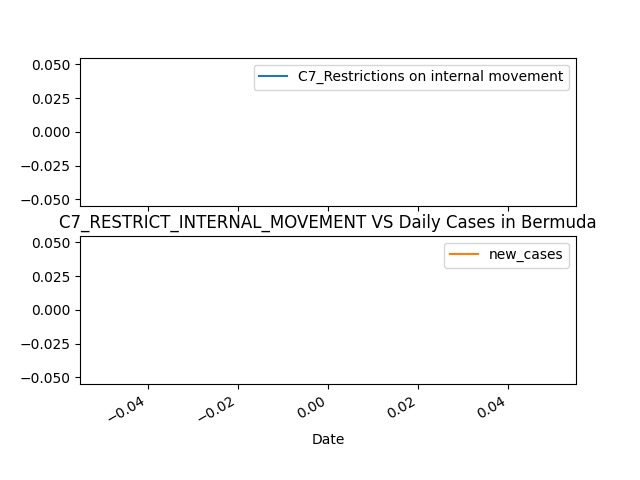 0.050
C7_Restrictions on internal movement
0.025
0.000
−0.025
−0.050
C7_RESTRICT_INTERNAL_MOVEMENT VS Daily Cases in Bermuda
0.050
new_cases
0.025
0.000
−0.025
−0.050
−0.04 −0.02 0.00 0.02 0.04
Date